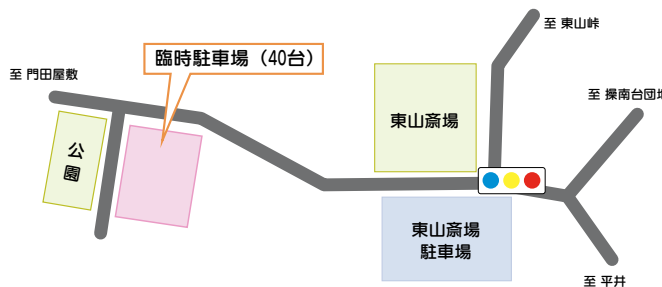 至 東山峠
臨時駐車場（40台）
至 門田屋敷
至 操南台団地
東山斎場
公
園
東山斎場
駐車場
至 平井